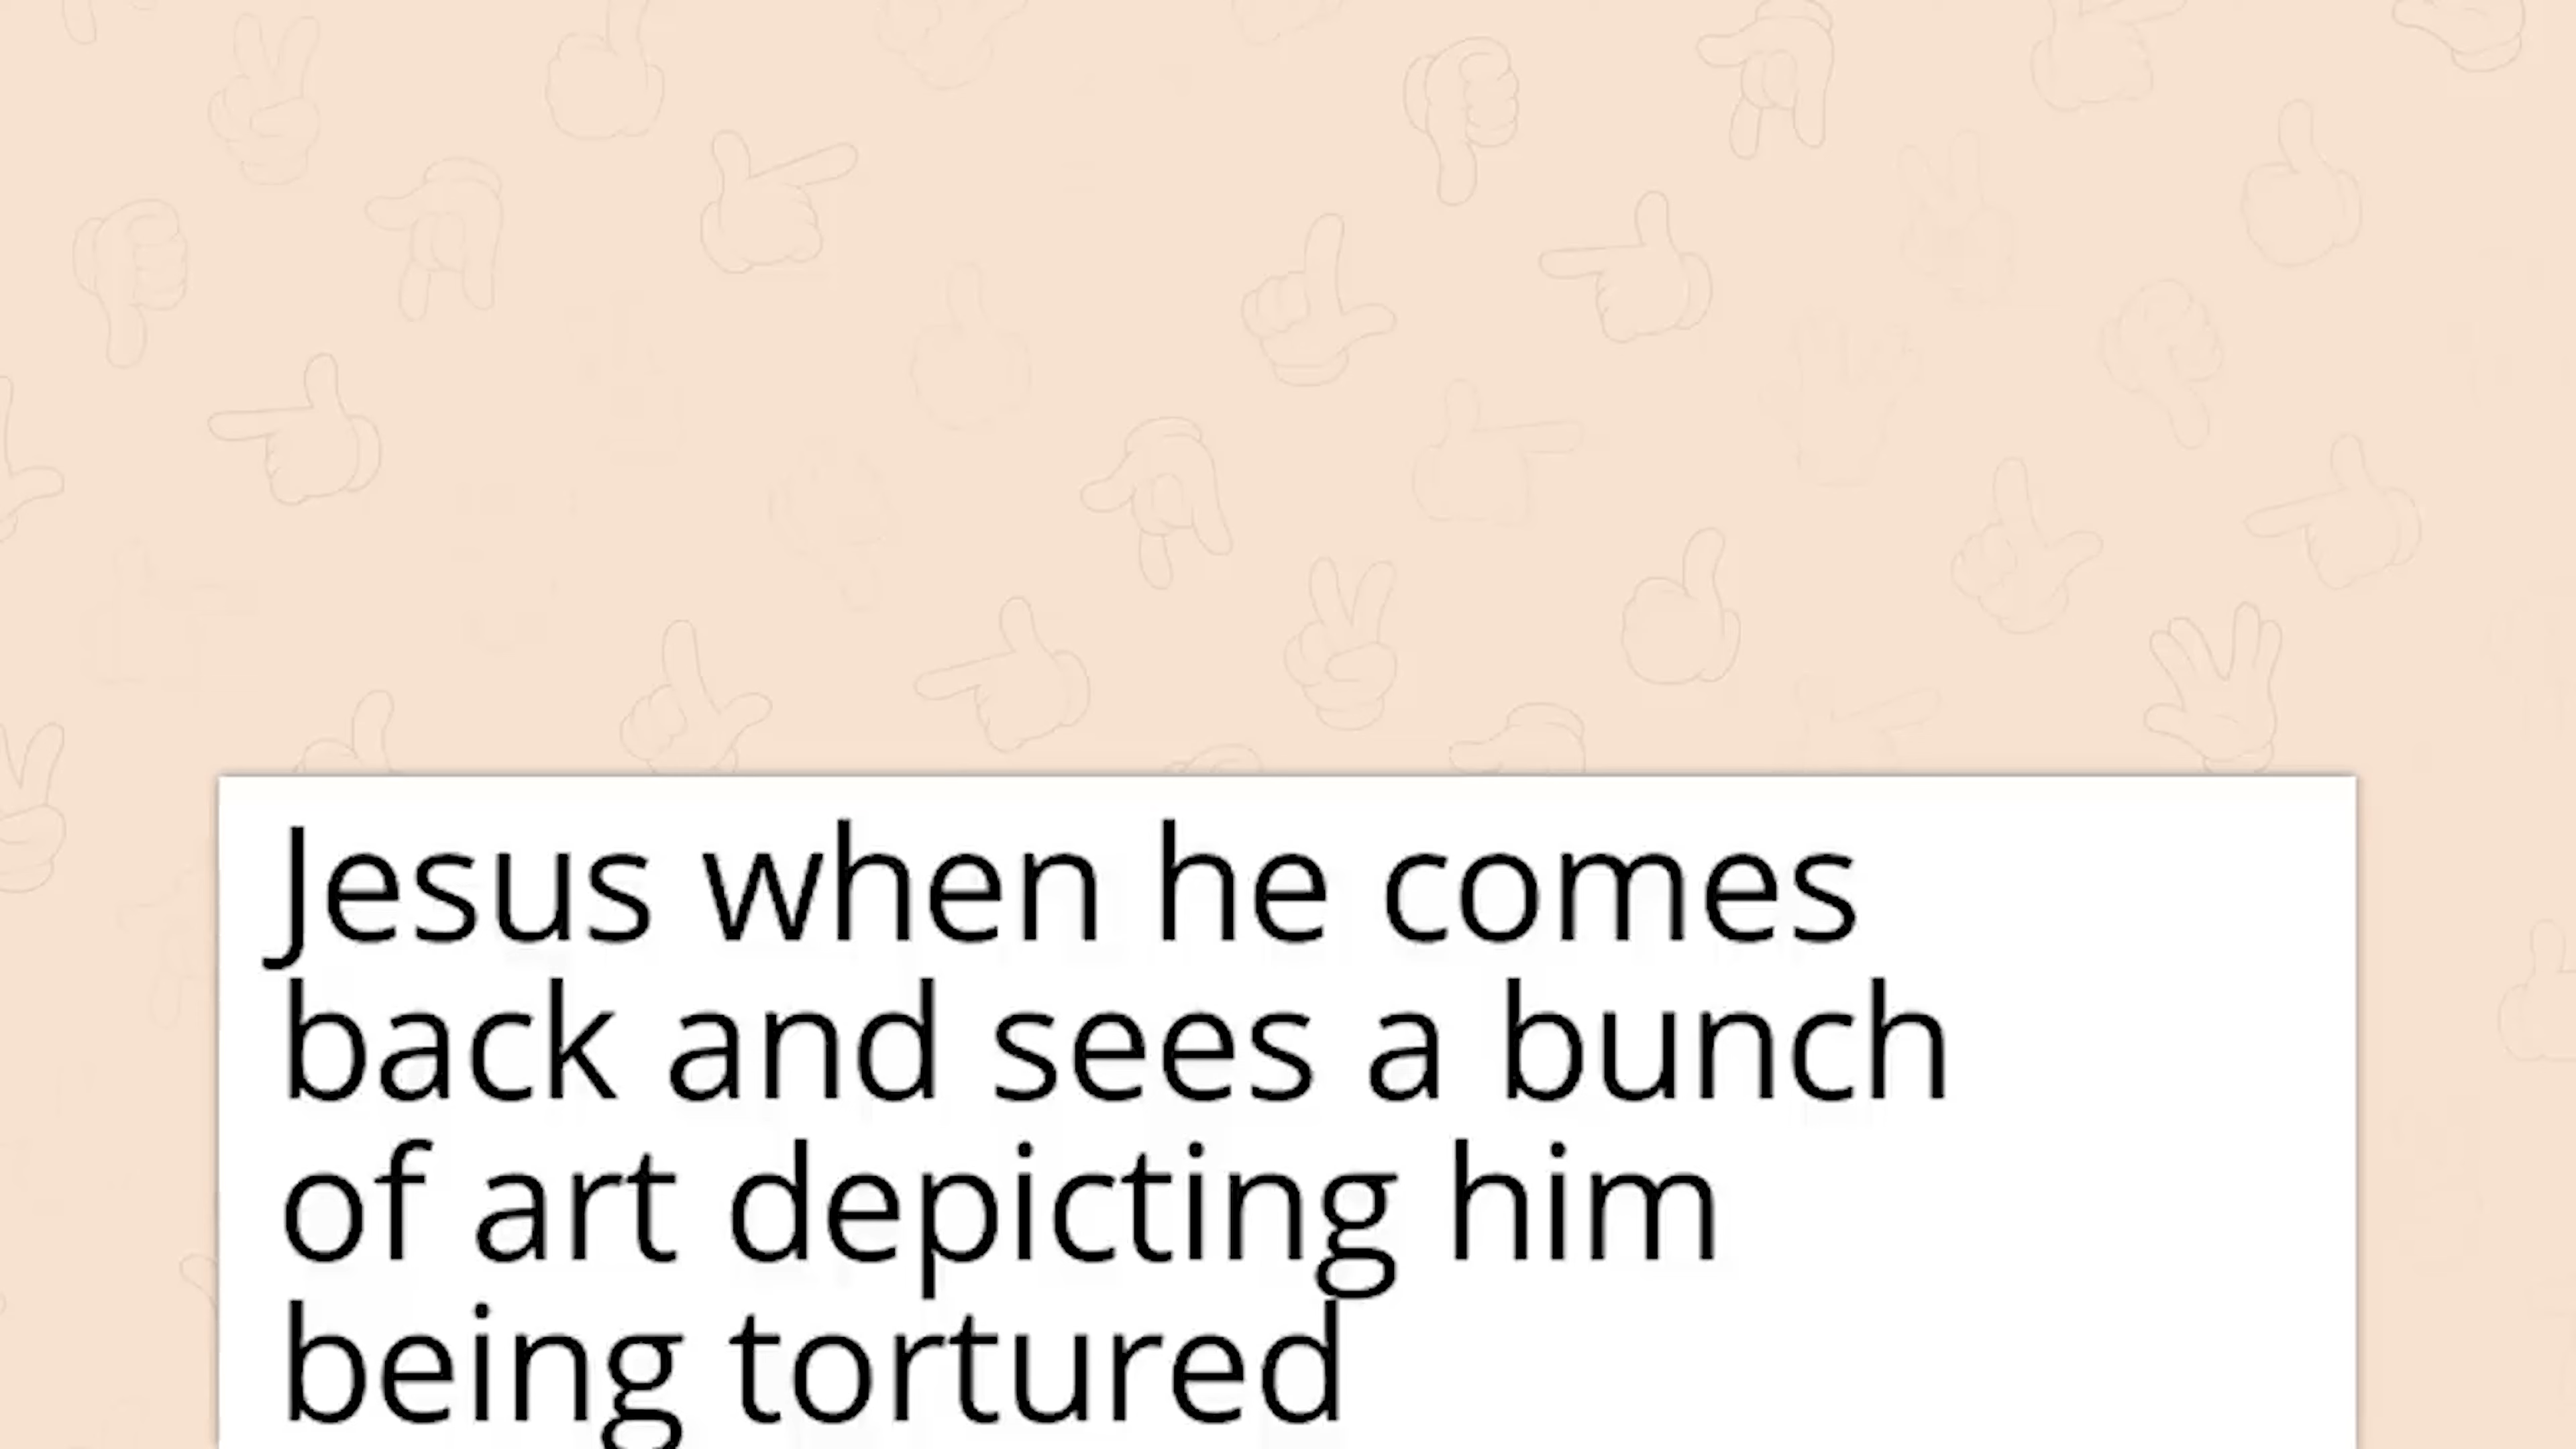 Jesus when he comes
back and sees a bunch
of art depicting him
being tortured